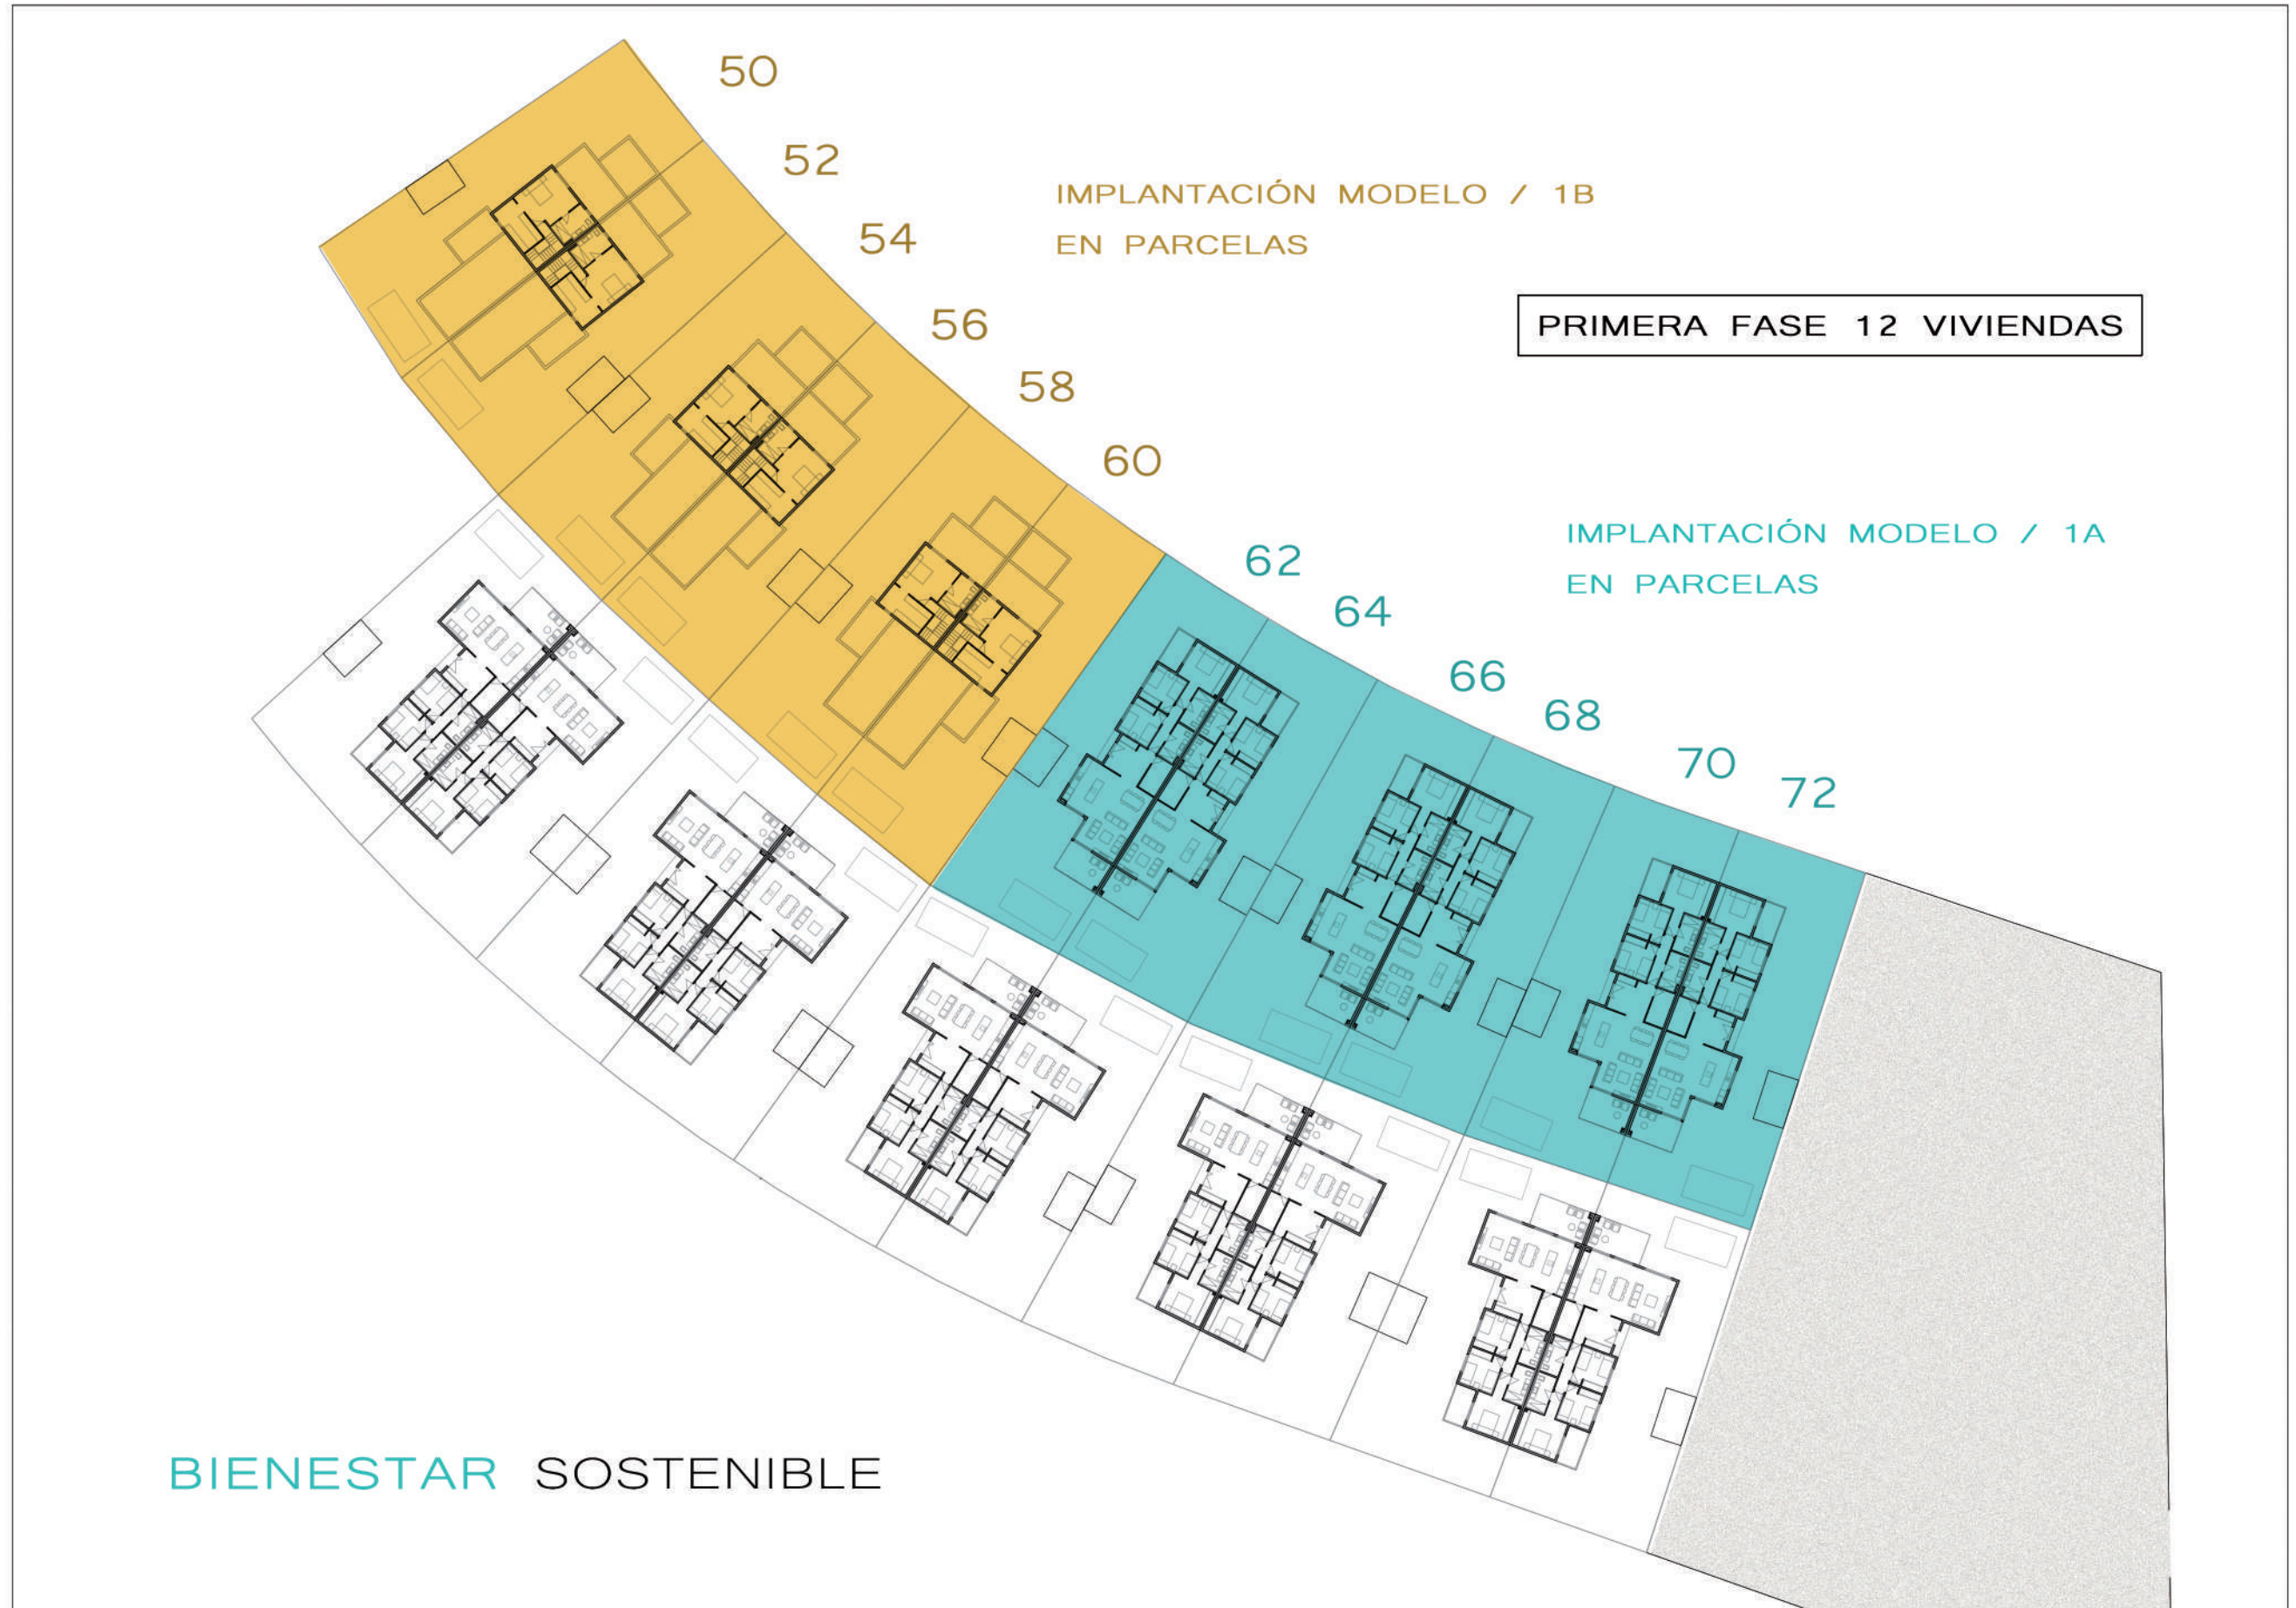 50
52
54
56
58
60
IMPLANTACIÓN MODELO / 1B
EN PARCELAS
PRIMERA FASE 12 VIVIENDAS
62
64
66
68
70
72
IMPLANTACIÓN MODELO / 1A
EN PARCELAS
BIENESTAR SOSTENIBLE